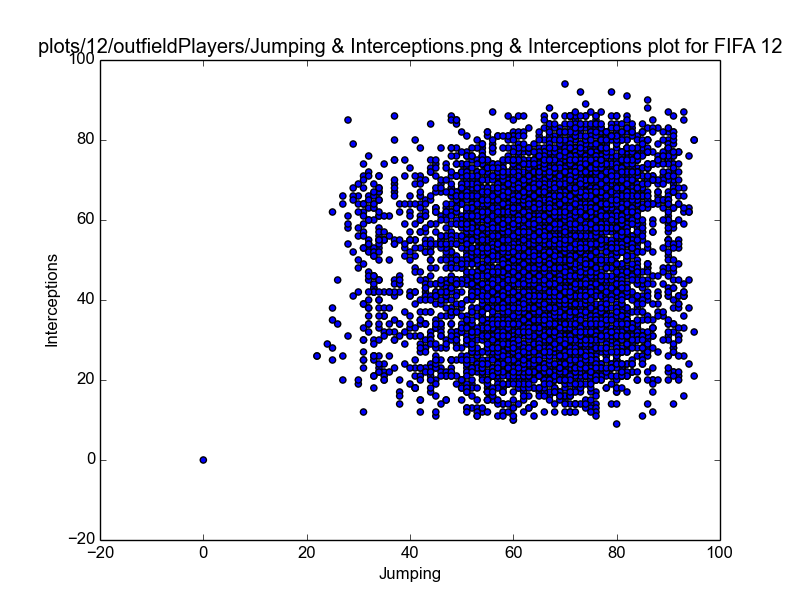 plots/12/outfieldPlayers/Jumping & Interceptions.png & Interceptions plot for FIFA 12
100
80
60
40
20
0
−20
Interceptions
−20 0 20 40 60 80 100
Jumping